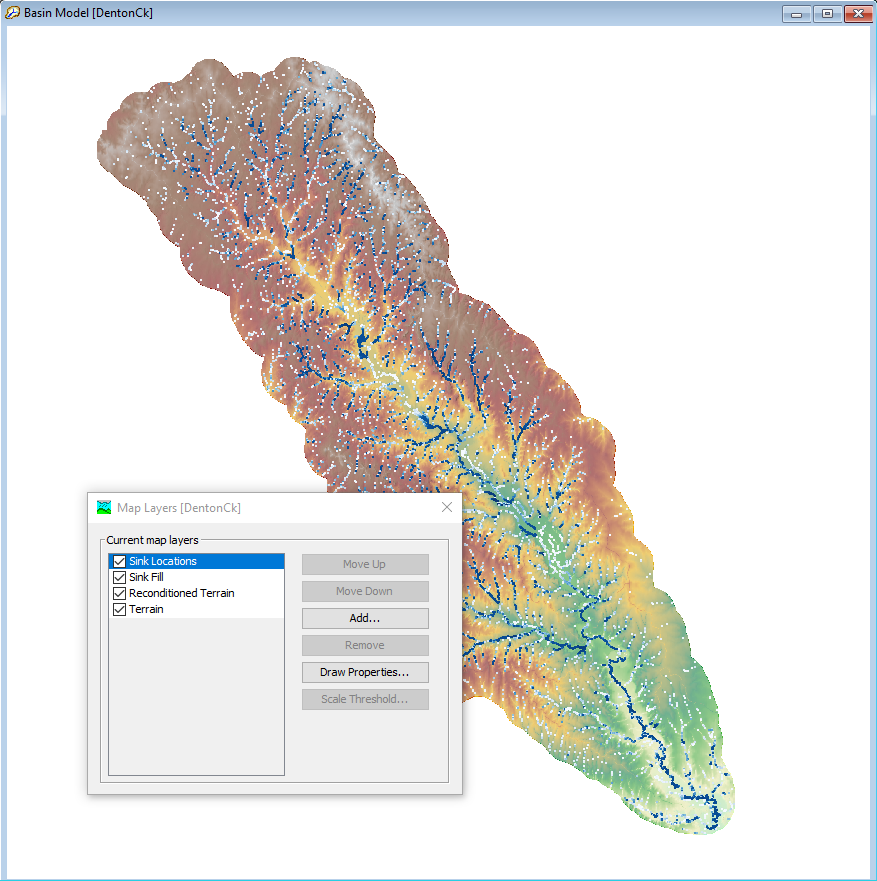 Basin Model [DentonCk]
Map Layers [DentonCk]
Current map layers
Sink Locations
Sink Fill
Reconditioned Terrain
Terrain
Move Up
Move Down
Add...
Remove
Draw Properties...
Scale Threshold...